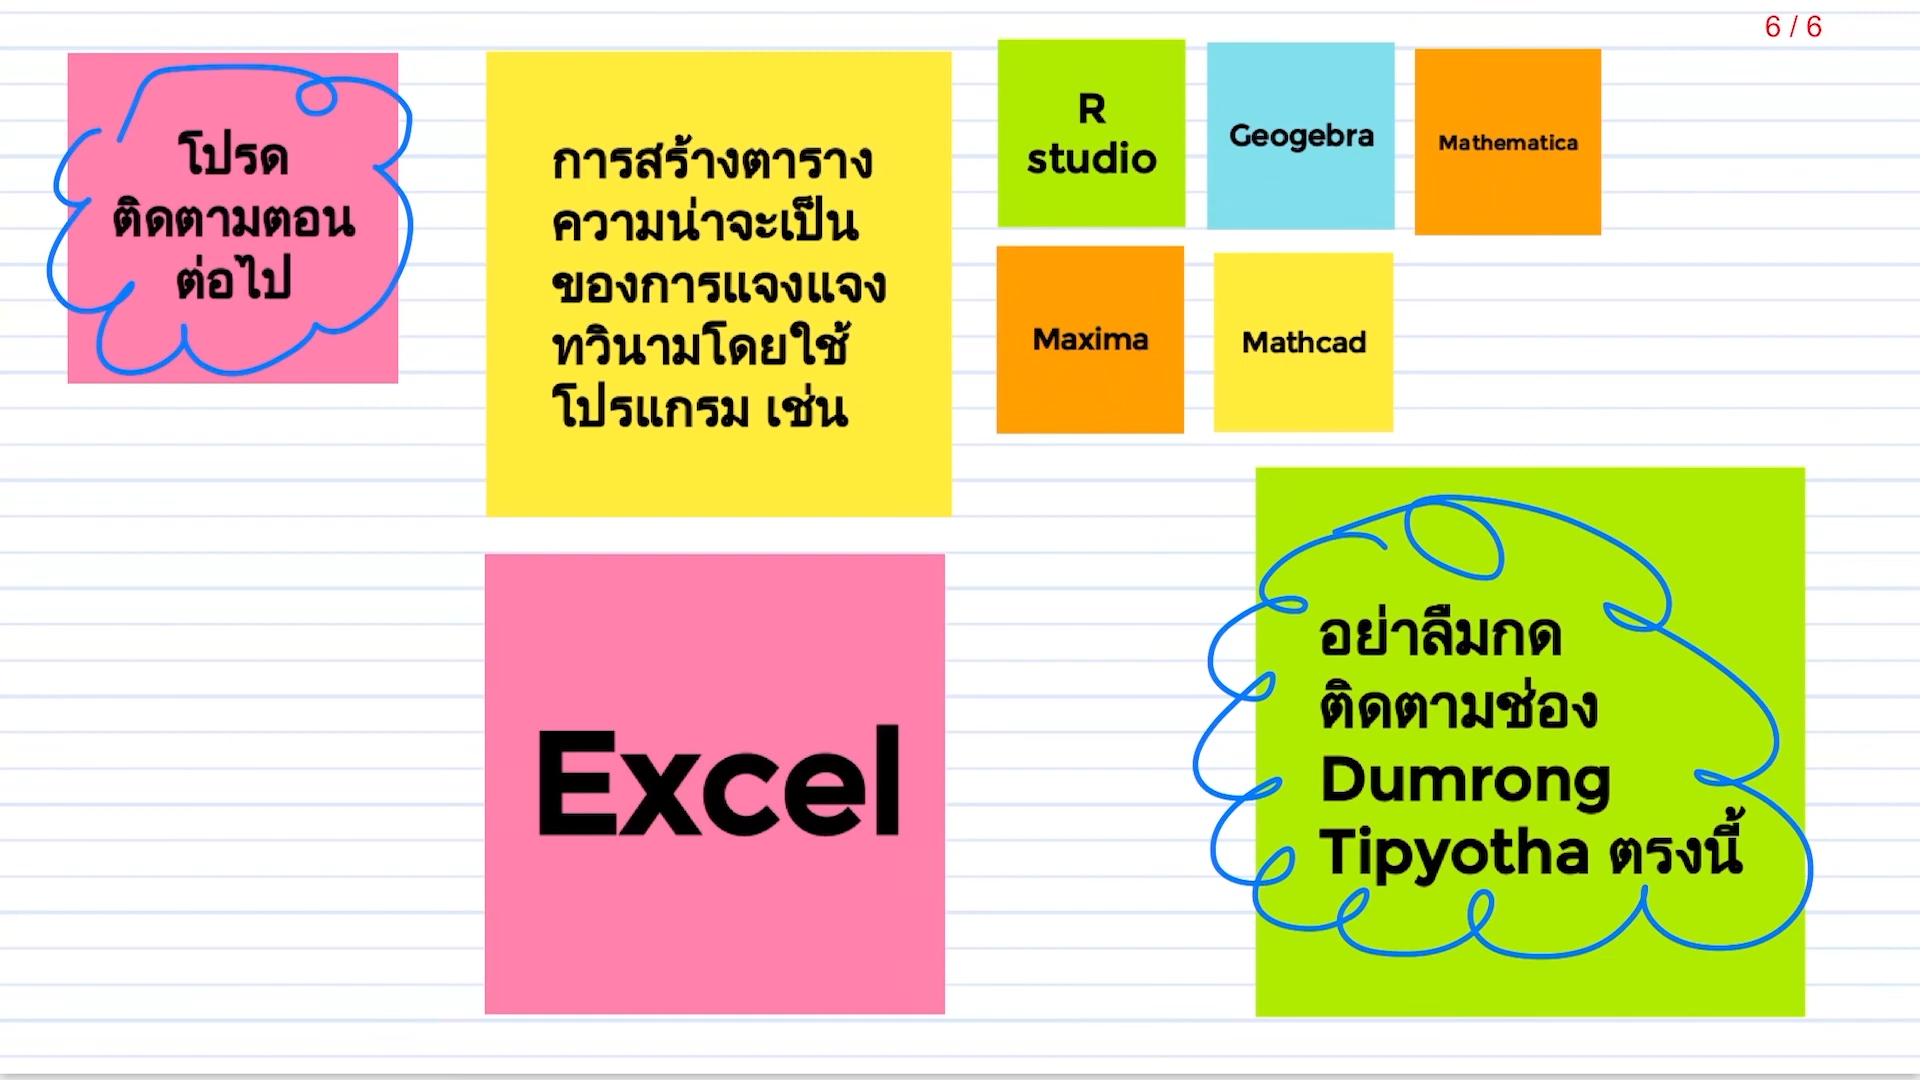 6 / 6
โปรด
ติดตามตอน
ต่อไป
การสร้างตาราง
ความน่าจะเป็น
ของการแจงแจง
ทวินามโดยใช้
โปรแกรม เช่น
R
studio
Geogebra
Mathematica
Maxima
Mathcad
Excel
อย่าลืมกด
ติดตามช่อง
Dumrong
Tipyotha ตรงนี้